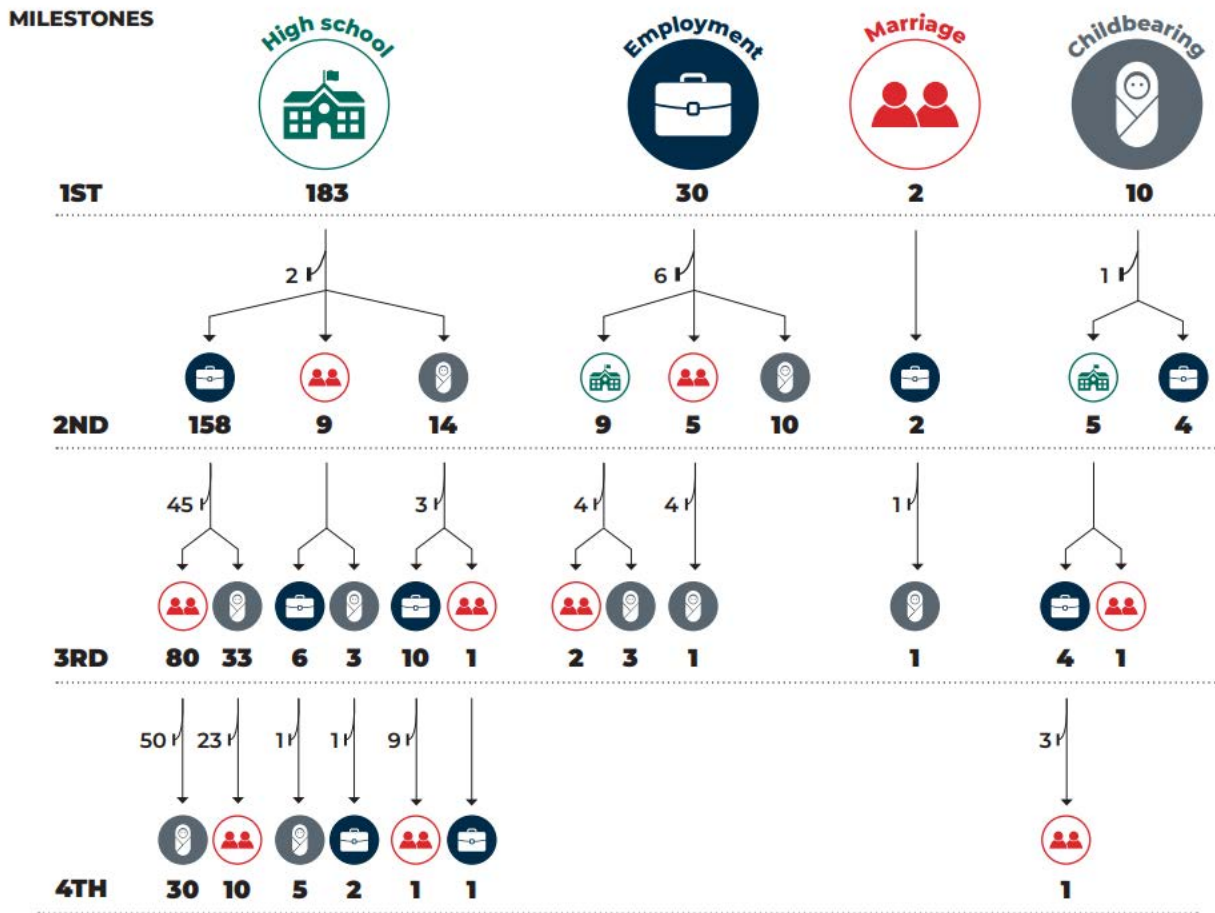 MILESTONES
High school Employment Marriage Childbearing
1ST 183 30 2 10
2 6 1
2ND 158 9 14 9 5 10 2 5 4
45 3 4 4 1
3RD 80 33 6 3 10 1 2 3 1 1 4 1
50 23 1 1 9 3
4TH 30 10 5 2 1 1 1